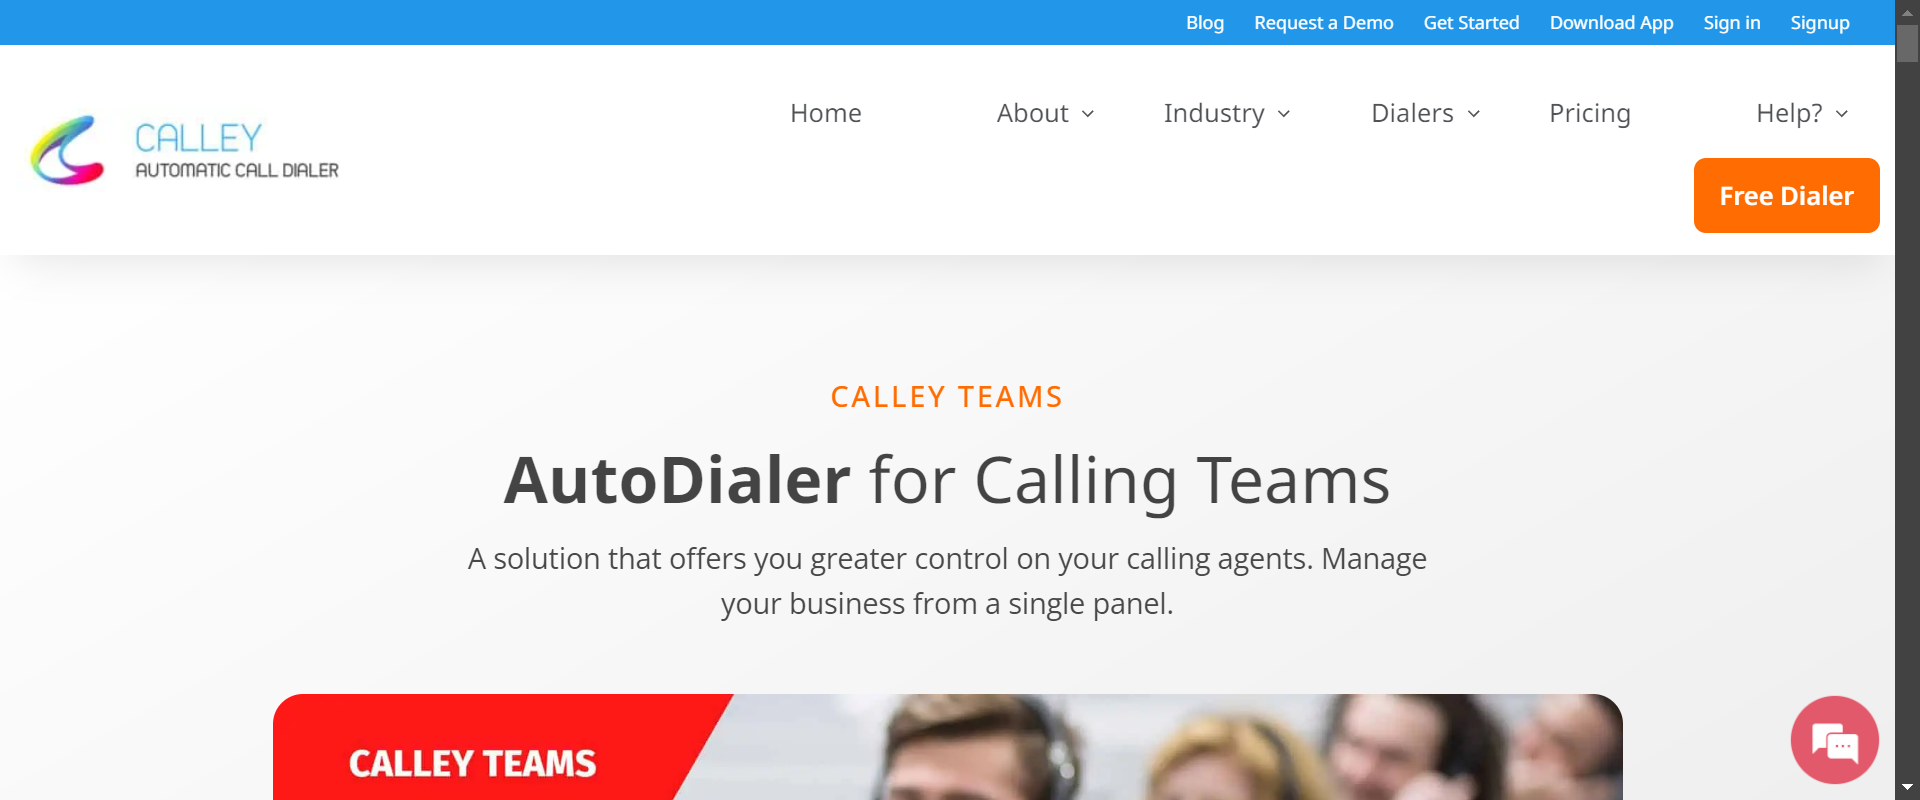 Blog Request a Demo Get Started Download App Sign in Signup
CALLEY
AUTOMATIC CALL DIALER
Home About Industry Dialers Pricing Help?
Free Dialer
CALLEY TEAMS
AutoDialer for Calling Teams
A solution that offers you greater control on your calling agents. Manage
your business from a single panel.
CALLEY TEAMS